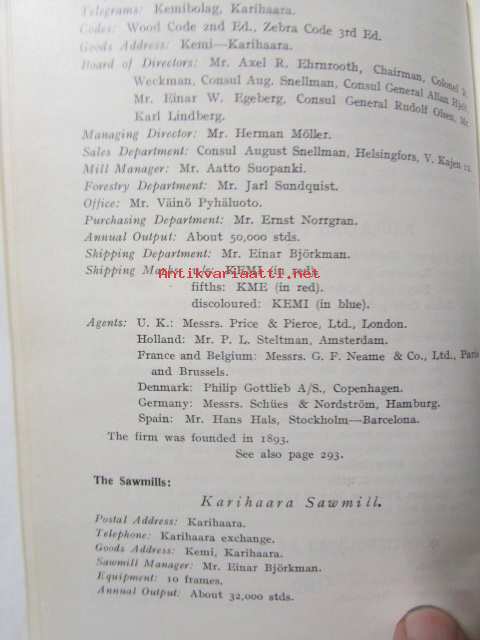 Telegrams: Kemibolag, Karihaara.
Codes: Wood Code 2nd Ed., Zebra Code 3rd Ed.
Goods Address: Kemi—Karihaara.
Board of Directors: Mr. Axel R. Ehrnrooth, Chairman, Colonel
Weckman, Consul Aug. Snellman, Consul General Allan Hjelt,
Mr. Einar W. Egeberg, Consul General Rudolf Olsen, Mr.
Karl Lindberg.
Managing Director: Mr. Herman Möller.
Sales Department: Consul August Snellman, Helsingfors, V. Kajen 12.
Mill Manager: Mr. Aatto Suopanki.
Forestry Department: Mr. Jarl Sundquist.
Office: Mr. Väinö Pyhäluoto.
Purchasing Department: Mr. Ernst Norrgran.
Annual Output: About 50,000 stds.
Shipping Department: Mr. Einar Björkman.
Shipping Marks: u/s: KEMI (in red).
Antikvariaatti.net
fifths: KME (in red).
discoloured: KEMI (in blue).
Agents: U. K.: Messrs. Price & Pierce, Ltd., London.
Holland: Mr. P. L. Steltman, Amsterdam.
France and Belgium: Messrs. G. F. Neame & Co., Ltd., Paris
and Brussels.
Denmark: Philip Gottlieb A/S., Copenhagen.
Germany: Messrs. Schües & Nordström, Hamburg.
Spain: Mr. Hans Hals, Stockholm—Barcelona.
The firm was founded in 1893.
See also page 293.
The Sawmills:
Karihaara Sawmill.
Postal Address: Karihaara.
Telephone: Karihaara exchange.
Goods Address: Kemi, Karihaara.
Sawmill Manager: Mr. Einar Björkman.
Equipment: 10 frames.
Annual Output: About 32,000 stds.